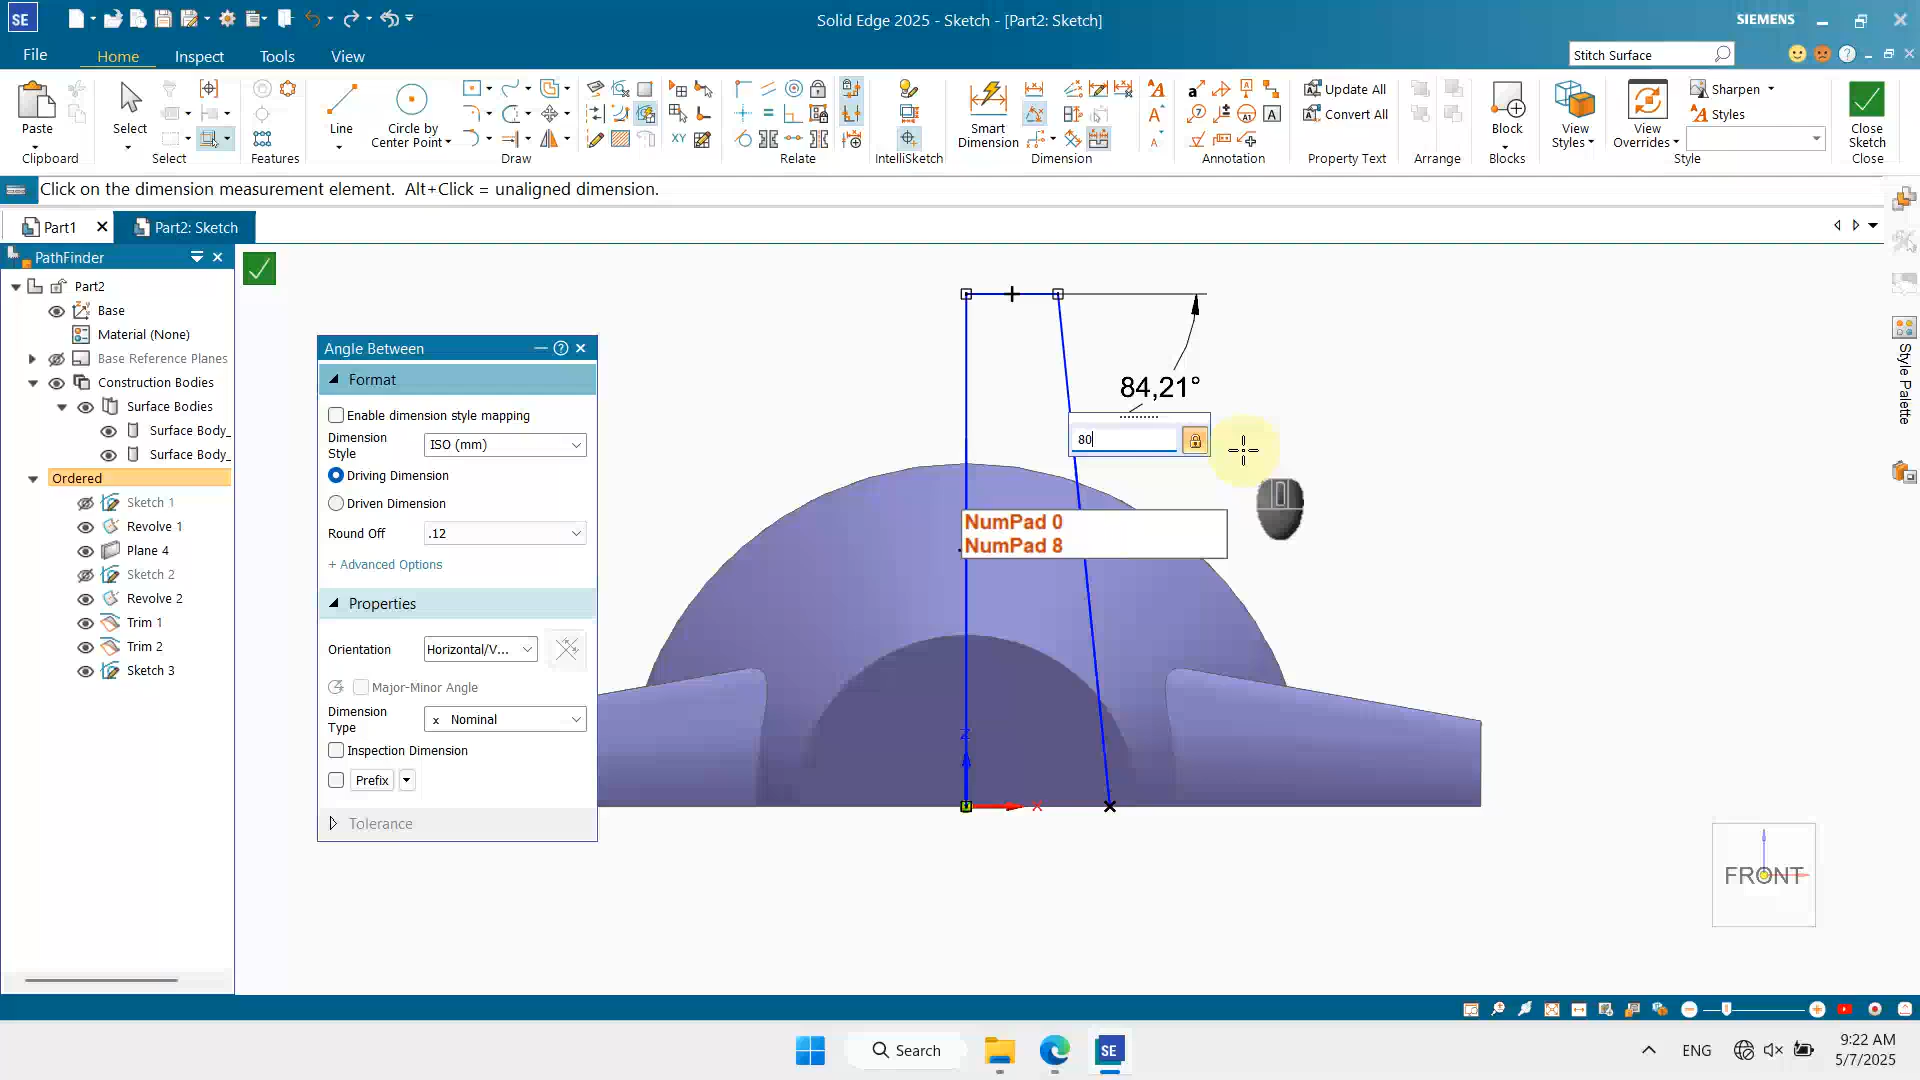 SE
Solid Edge 2025 - Sketch - [Part2: Sketch]
SIEMENS
File
Home
Inspect
Tools
View
Stitch Surface
Paste
Clipboard
Select
Select
Features
Line
Circle by
Center Point
Draw
XY
Relate
IntelliSketch
Smart
Dimension
Dimension
Annotation
Update All
Convert All
Property Text
Arrange
Block
Blocks
View
Styles
View
Overrides
Sharpen
Styles
Style
Close
Sketch
Close
Click on the dimension measurement element.  Alt+Click = unaligned dimension.
Part1
Part2: Sketch
PathFinder
Part2
Base
Material (None)
Base Reference Planes
Construction Bodies
Surface Bodies
Surface Body_
Surface Body_
Ordered
Sketch 1
Revolve 1
Plane 4
Sketch 2
Revolve 2
Trim 1
Trim 2
Sketch 3
Angle Between
Format
Enable dimension style mapping
Dimension
Style
ISO (mm)
Driving Dimension
Driven Dimension
Round Off
.12
+ Advanced Options
Properties
Orientation
Horizontal/V...
Major-Minor Angle
Dimension
Type
x Nominal
Inspection Dimension
Prefix
Tolerance
84,21°
80
NumPad 0
NumPad 8
Z
X
FRONT
Style Palette
Search
SE
ENG
9:22 AM
5/7/2025